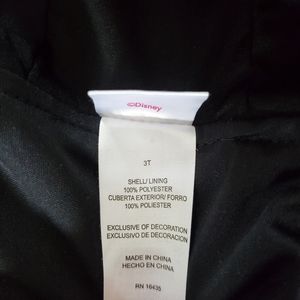 ©Disney
3T
SHELL/ LINING
100% POLYESTER
CUBIERTA EXTERIOR/ FORRO
100% POLIESTER
EXCLUSIVE OF DECORATION
EXCLUSIVO DE DECORACION
MADE IN CHINA
HECHO EN CHINA
RN 16435